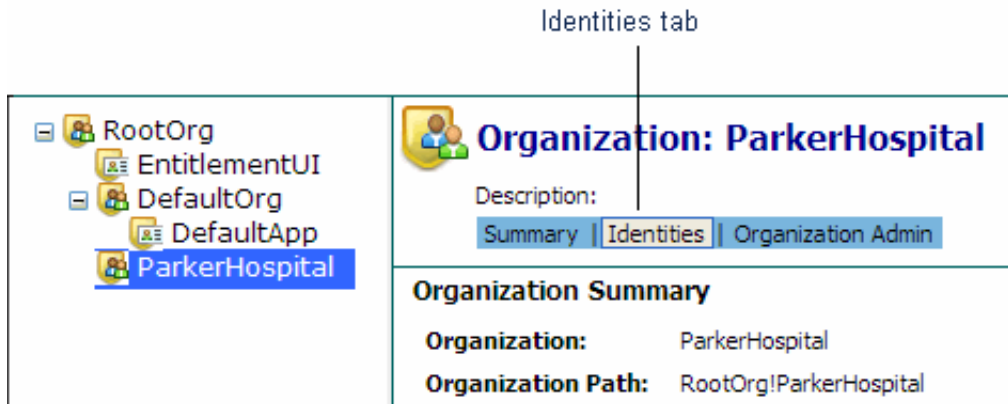 Identities tab
RootOrg
EntitlementUI
DefaultOrg
DefaultApp
ParkerHospital
Organization: ParkerHospital
Description:
Summary | Identities | Organization Admin
Organization Summary
Organization: ParkerHospital
Organization Path: RootOrg!ParkerHospital